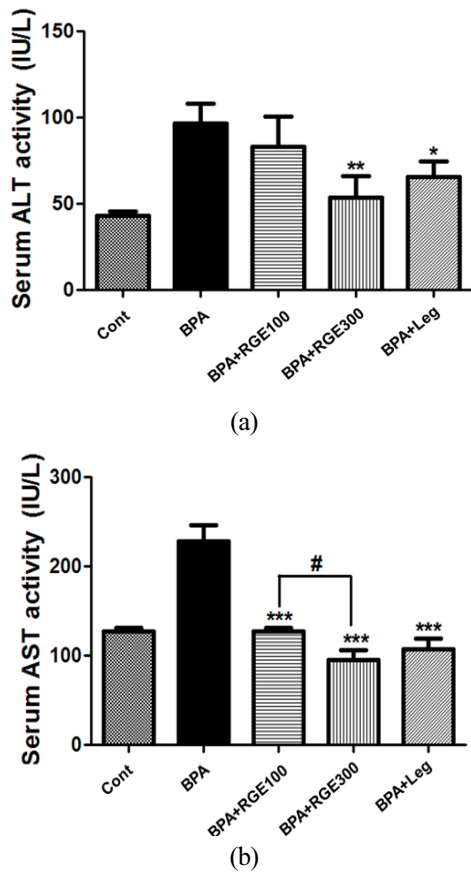 Serum ALT activity (IU/L)
150
100
50
0
**
*
Cont
BPA
BPA+RGE100
BPA+RGE300
BPA+Leg
(a)
Serum AST activity (IU/L)
300
200
100
0
#
***
***
***
Cont
BPA
BPA+RGE100
BPA+RGE300
BPA+Leg
(b)